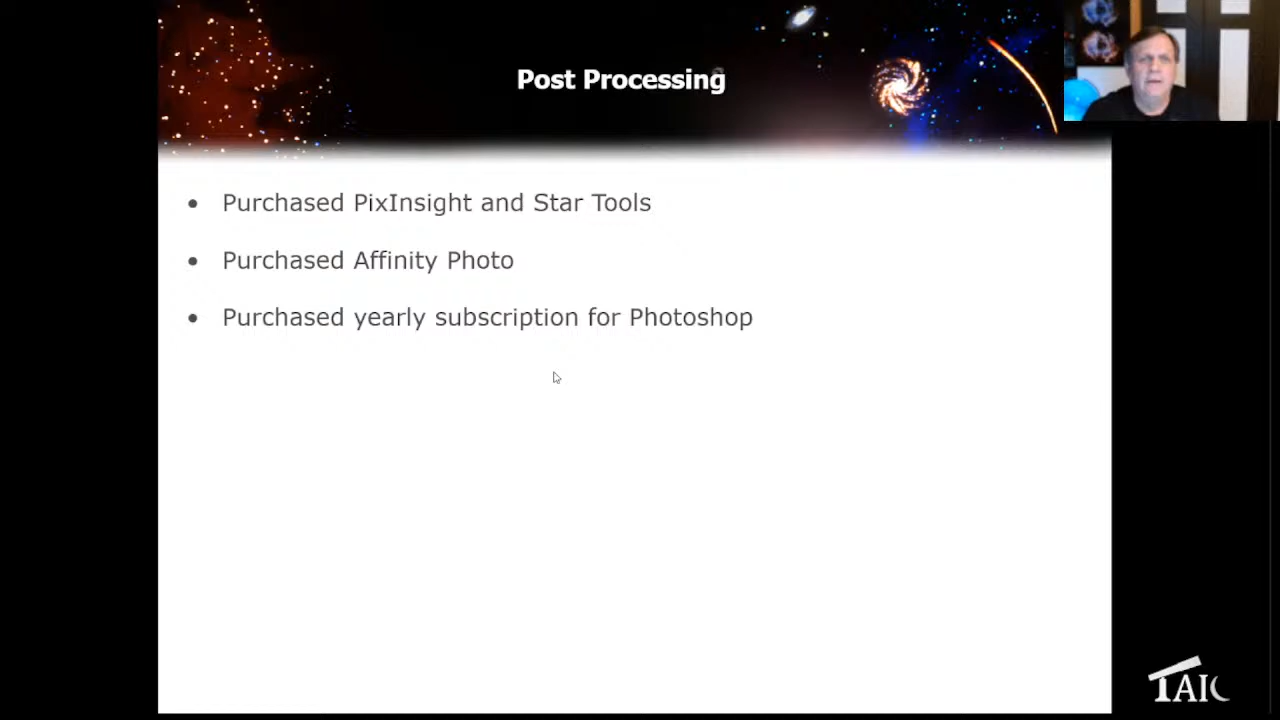 Post Processing
• Purchased PixInsight and Star Tools
• Purchased Affinity Photo
• Purchased yearly subscription for Photoshop
TAIC